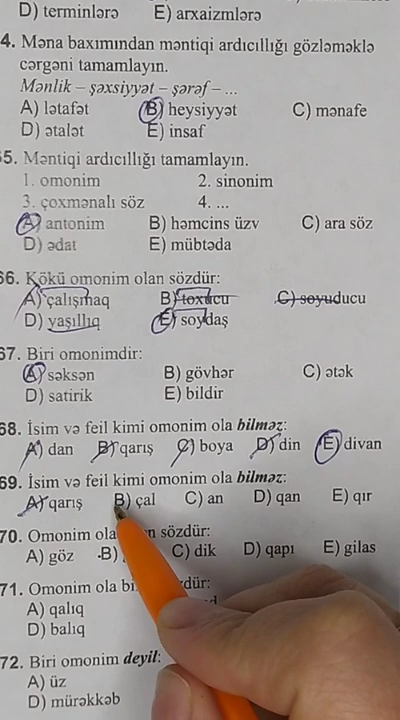 D) terminlərə E) arxaizmlərə
4. Məna baxımından məntiqi ardıcıllığı gözləməklə
cərgəni tamamlayın.
Mənlik – şəxsiyyət – şərəf – ...
A) lətafət B) heysiyyət C) mənafe
D) ətalət E) insaf
65. Məntiqi ardıcıllığı tamamlayın.
1. omonim 2. sinonim
3. çoxmənalı söz 4. ...
A) antonim B) həmcins üzv C) ara söz
D) ədat E) mübtəda
66. Kökü omonim olan sözdür:
A) çalışmaq B) toxucu C) soyuducu
D) yaşıllıq E) soydaş
67. Biri omonimdir:
A) səksən B) gövhər C) ətək
D) satirik E) bildir
68. İsim və feil kimi omonim ola bilməz:
A) dan B) qarış C) boya D) din E) divan
69. İsim və feil kimi omonim ola bilməz:
A) qarış B) çal C) an D) qan E) qır
70. Omonim ola n sözdür:
A) göz B) C) dik D) qapı E) gilas
71. Omonim ola bi dür:
A) qalıq
D) balıq
72. Biri omonim deyil:
A) üz
D) mürəkkəb